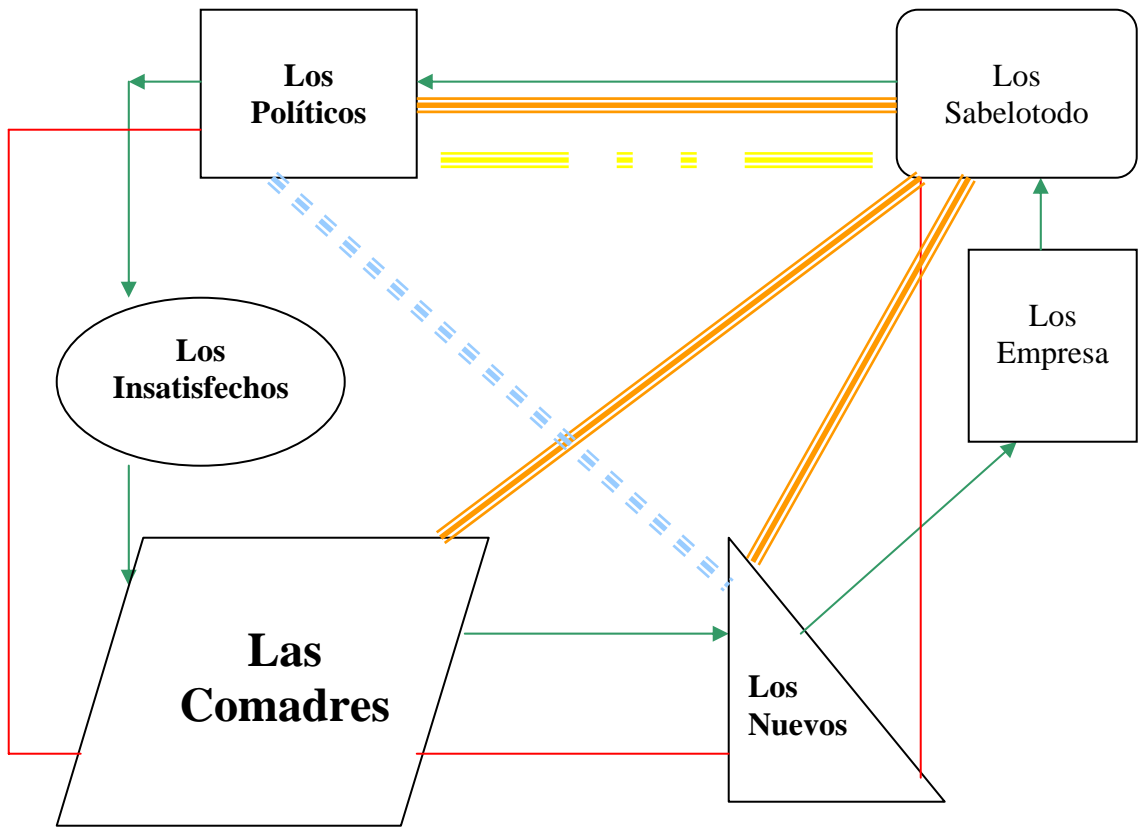 Los
Políticos
Los
Sabelotodo
Los
Empresa
Los
Insatisfechos
Las
Comadres
Los
Nuevos